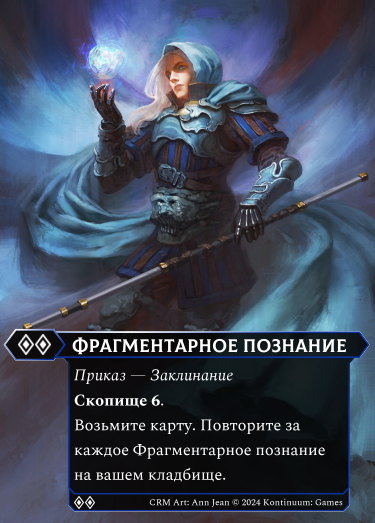 ФРАГМЕНТАРНОЕ ПОЗНАНИЕ
Приказ — Заклинание
Скопище 6.
Возьмите карту. Повторите за
каждое Фрагментарное познание
на вашем кладбище.
CRM Art: Ann Jean © 2024 Kontinuum: Games